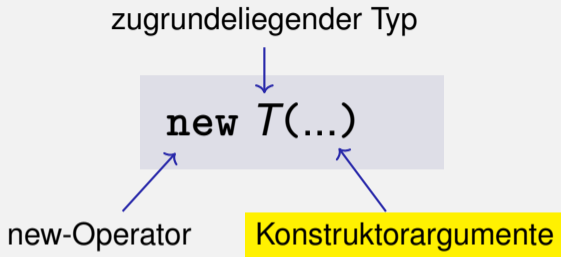 zugrundeliegender Typ
new T(...)
new-Operator
Konstruktorargumente